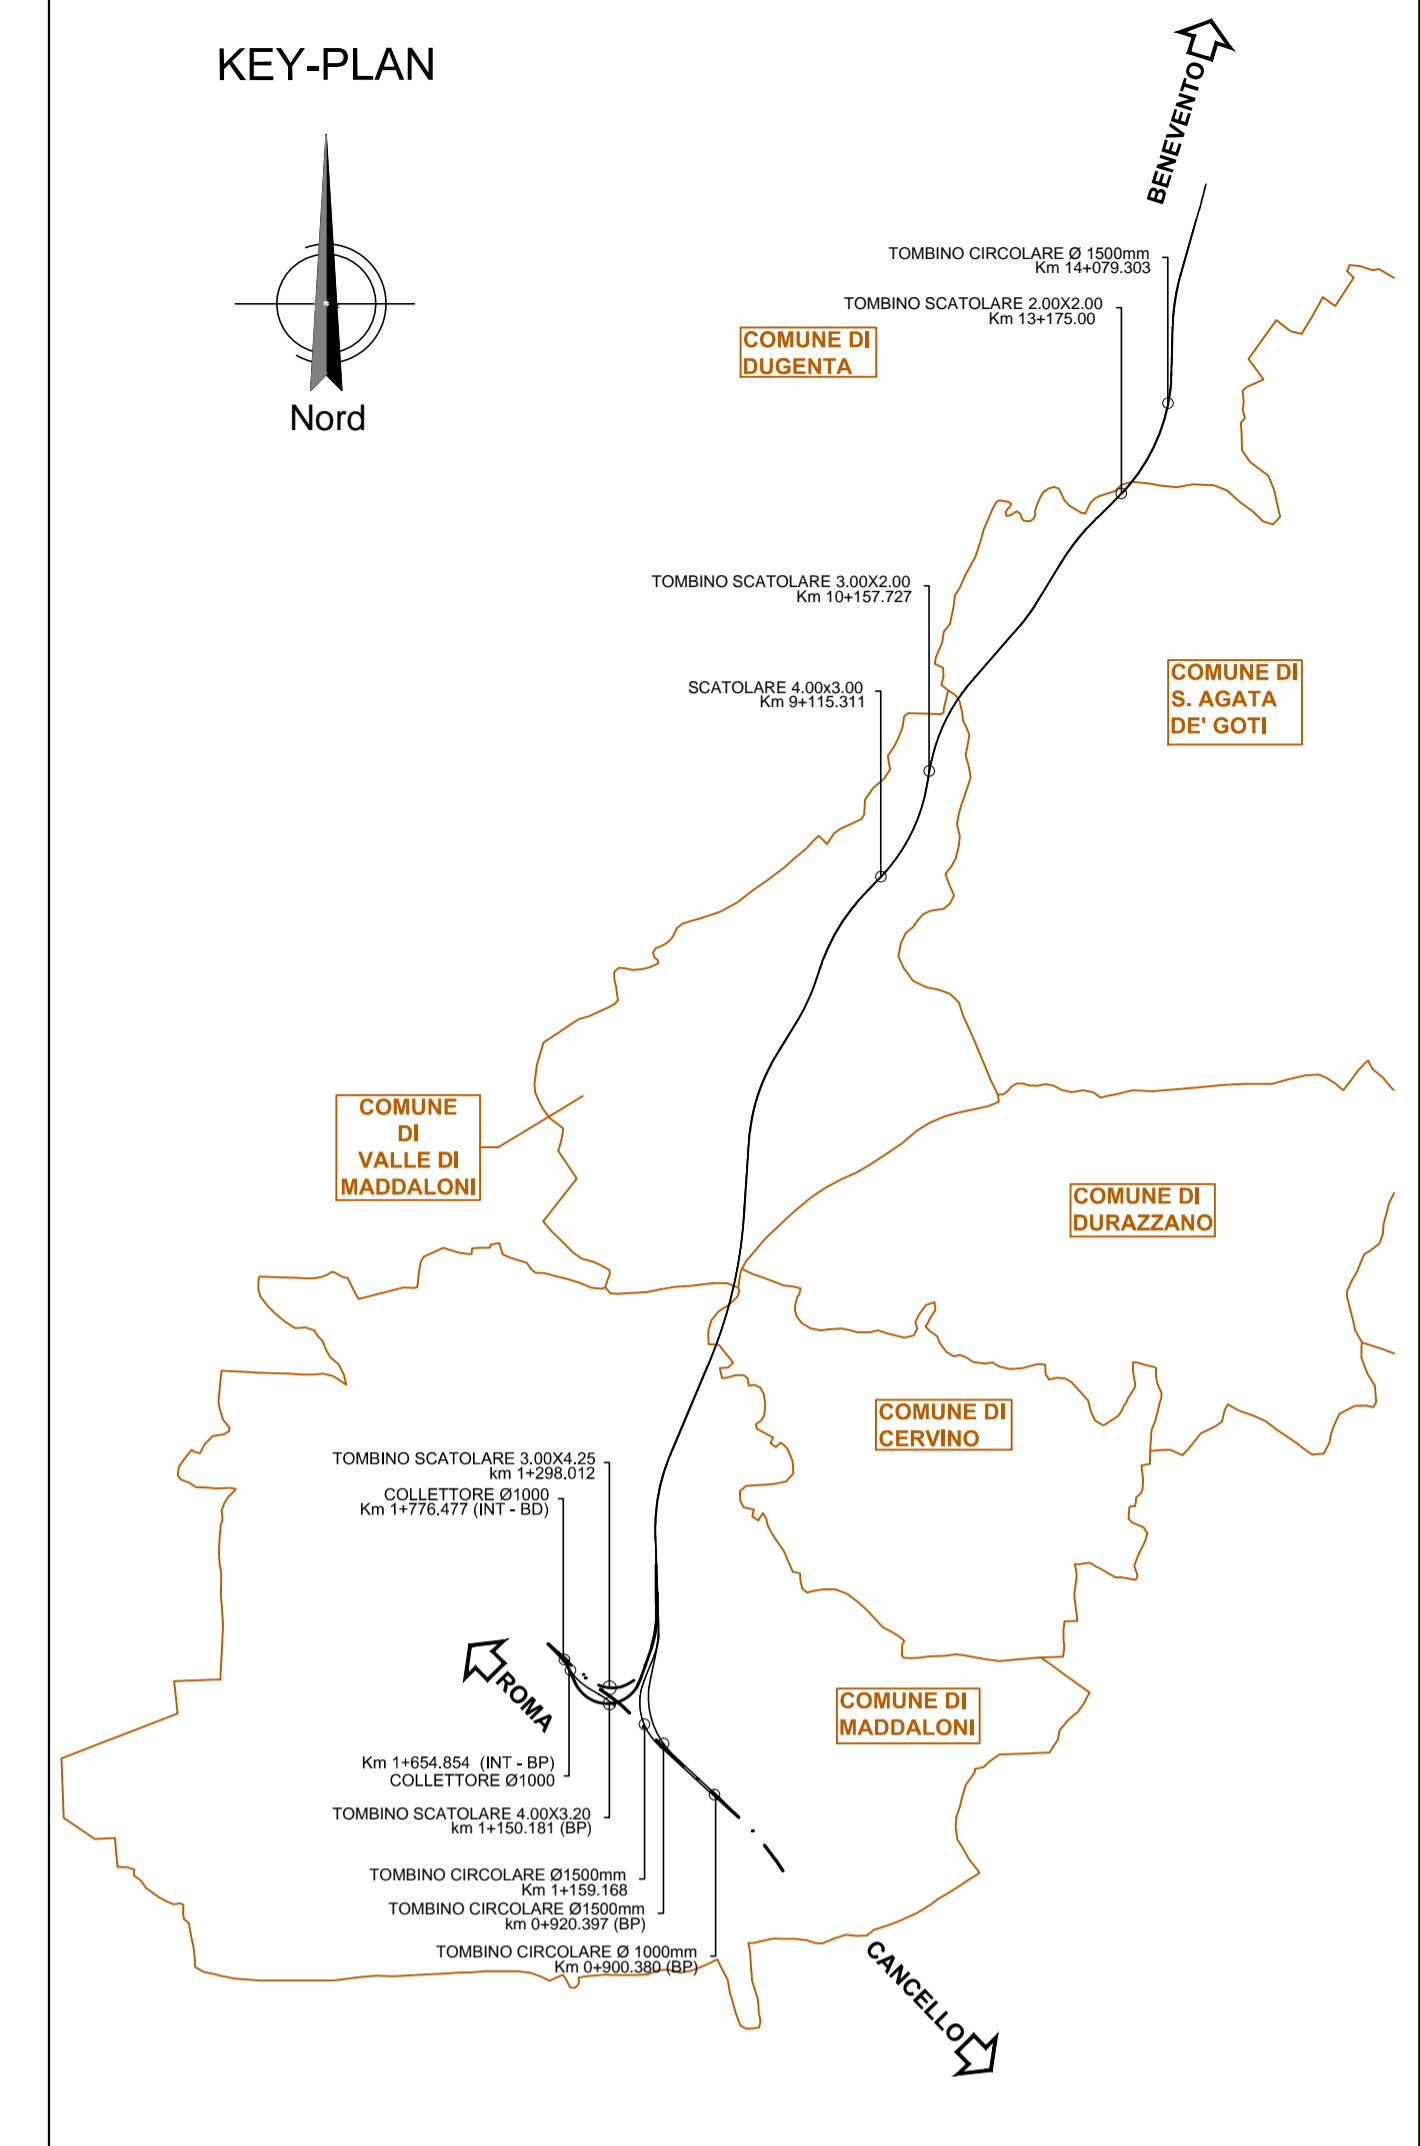 KEY-PLAN
Nord
BENEVENTO
TOMBINO CIRCOLARE Ø 1500mm
Km 14+079.303
TOMBINO SCATOLARE 2.00X2.00
Km 13+175.00
COMUNE DI
DUGENTA
TOMBINO SCATOLARE 3.00X2.00
Km 10+157.727
SCATOLARE 4.00x3.00
Km 9+115.311
COMUNE DI
S. AGATA
DE' GOTI
COMUNE
DI
VALLE DI
MADDALONI
COMUNE DI
DURAZZANO
COMUNE DI
CERVINO
TOMBINO SCATOLARE 3.00X4.25
km 1+298.012
COLLETTORE Ø1000
Km 1+776.477 (INT - BD)
ROMA
COMUNE DI
MADDALONI
Km 1+654.854 (INT - BP)
COLLETTORE Ø1000
TOMBINO SCATOLARE 4.00X3.20
km 1+150.181 (BP)
TOMBINO CIRCOLARE Ø1500mm
Km 1+159.168
TOMBINO CIRCOLARE Ø1500mm
km 0+920.397 (BP)
TOMBINO CIRCOLARE Ø 1000mm
Km 0+900.380 (BP)
CANCELLO